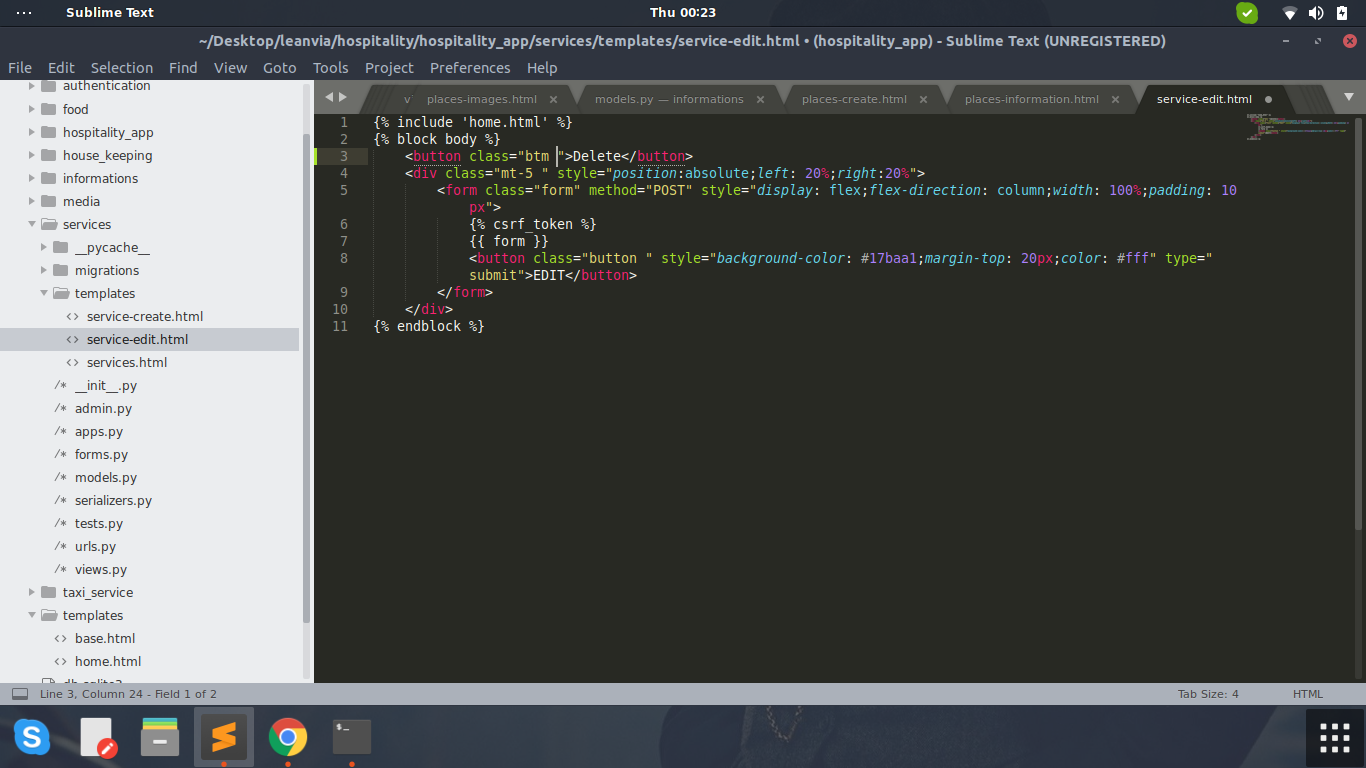 Sublime Text
Thu 00:23
~/Desktop/leanvia/hospitality/hospitality_app/services/templates/service-edit.html • (hospitality_app) - Sublime Text (UNREGISTERED)
File Edit Selection Find View Goto Tools Project Preferences Help
authentication
food
hospitality_app
house_keeping
informations
media
services
__pycache__
migrations
templates
service-create.html
service-edit.html
services.html
__init__.py
admin.py
apps.py
forms.py
models.py
serializers.py
tests.py
urls.py
views.py
taxi_service
templates
base.html
home.html
db.sqlite3
v places-images.html × models.py — informations × places-create.html × places-information.html × service-edit.html
1 {% include 'home.html' %}
2 {% block body %}
3 <button class="btm ">Delete</button>
4 <div class="mt-5 " style="position:absolute;left: 20%;right:20%">
5 <form class="form" method="POST" style="display: flex;flex-direction: column;width: 100%;padding: 10
px">
6 {% csrf_token %}
7 {{ form }}
8 <button class="button " style="background-color: #17baa1;margin-top: 20px;color: #fff" type="
submit">EDIT</button>
9 </form>
10 </div>
11 {% endblock %}
Line 3, Column 24 - Field 1 of 2
Tab Size: 4
HTML